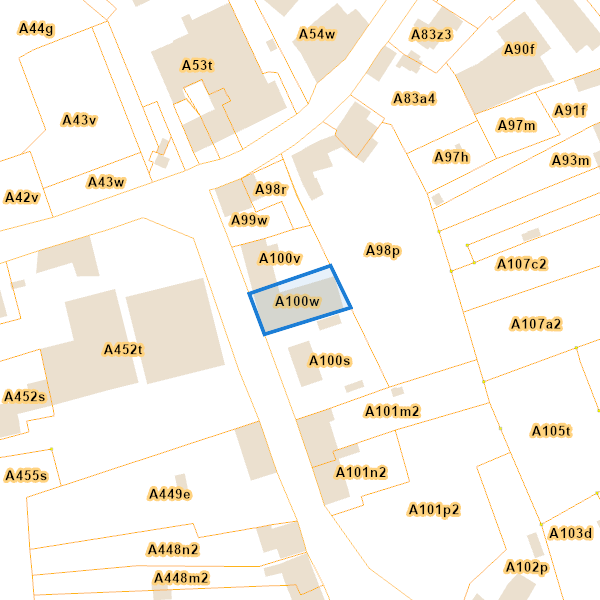 A44g
A54w
A83z3
A90f
A53t
A83a4
A91f
A43v
A97m
A97h
A93m
A43w
A98r
A42v
A99w
A98p
A100v
A107c2
A100w
A107a2
A452t
A100s
A452s
A101m2
A105t
A455s
A101n2
A449e
A101p2
A103d
A448n2
A102p
A448m2